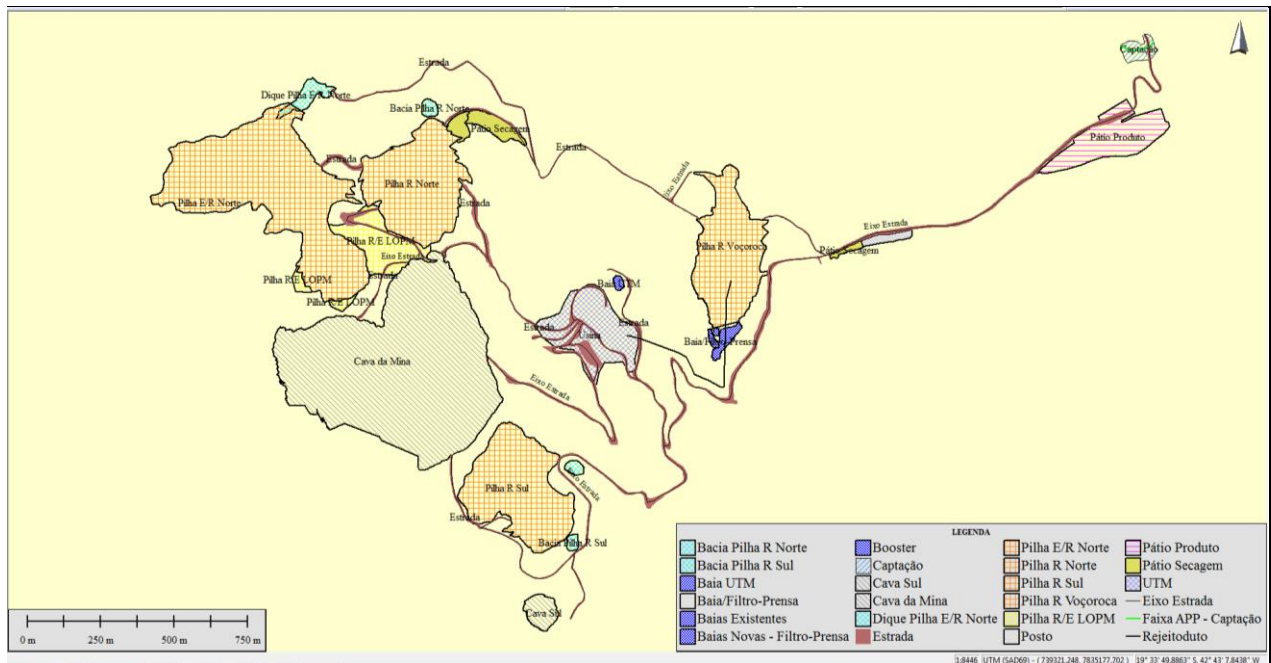 Captação
Estrada
Dique Pilha E/R Norte
Bacia Pilha R Norte
Pátio Secagem
Pátio Produto
Estrada
Estrada
Eixo Estrada
Pilha R Norte
Pilha E/R Norte
Estrada
Eixo Estrada
Pilha R/E LOPM
Pilha R Voçoroca
Pátio Secagem
Eixo Estrada
Pilha R/E LOPM
Estrada
Baia UTM
Pilha R/E LOPM
Estrada
Estrada
Usina
Baia/Filtro-Prensa
Cava da Mina
Eixo Estrada
Eixo Estrada
Pilha R Sul
Estrada
Bacia Pilha R Sul
Cava Sul
LEGENDA
Bacia Pilha R Norte
Bacia Pilha R Sul
Baia UTM
Baia/Filtro-Prensa
Baias Existentes
Baias Novas - Filtro-Prensa
Booster
Captação
Cava Sul
Cava da Mina
Dique Pilha E/R Norte
Estrada
Pilha E/R Norte
Pilha R Norte
Pilha R Sul
Pilha R Voçoroca
Pilha R/E LOPM
Posto
Pátio Produto
Pátio Secagem
UTM
Eixo Estrada
Faixa APP - Captação
Rejeitoduto
0 m 250 m 500 m 750 m
1:8446 UTM (SAD69) - ( 739321.248, 7835177.702 ) 19° 33' 49.8863" S, 42° 43' 7.8438" W